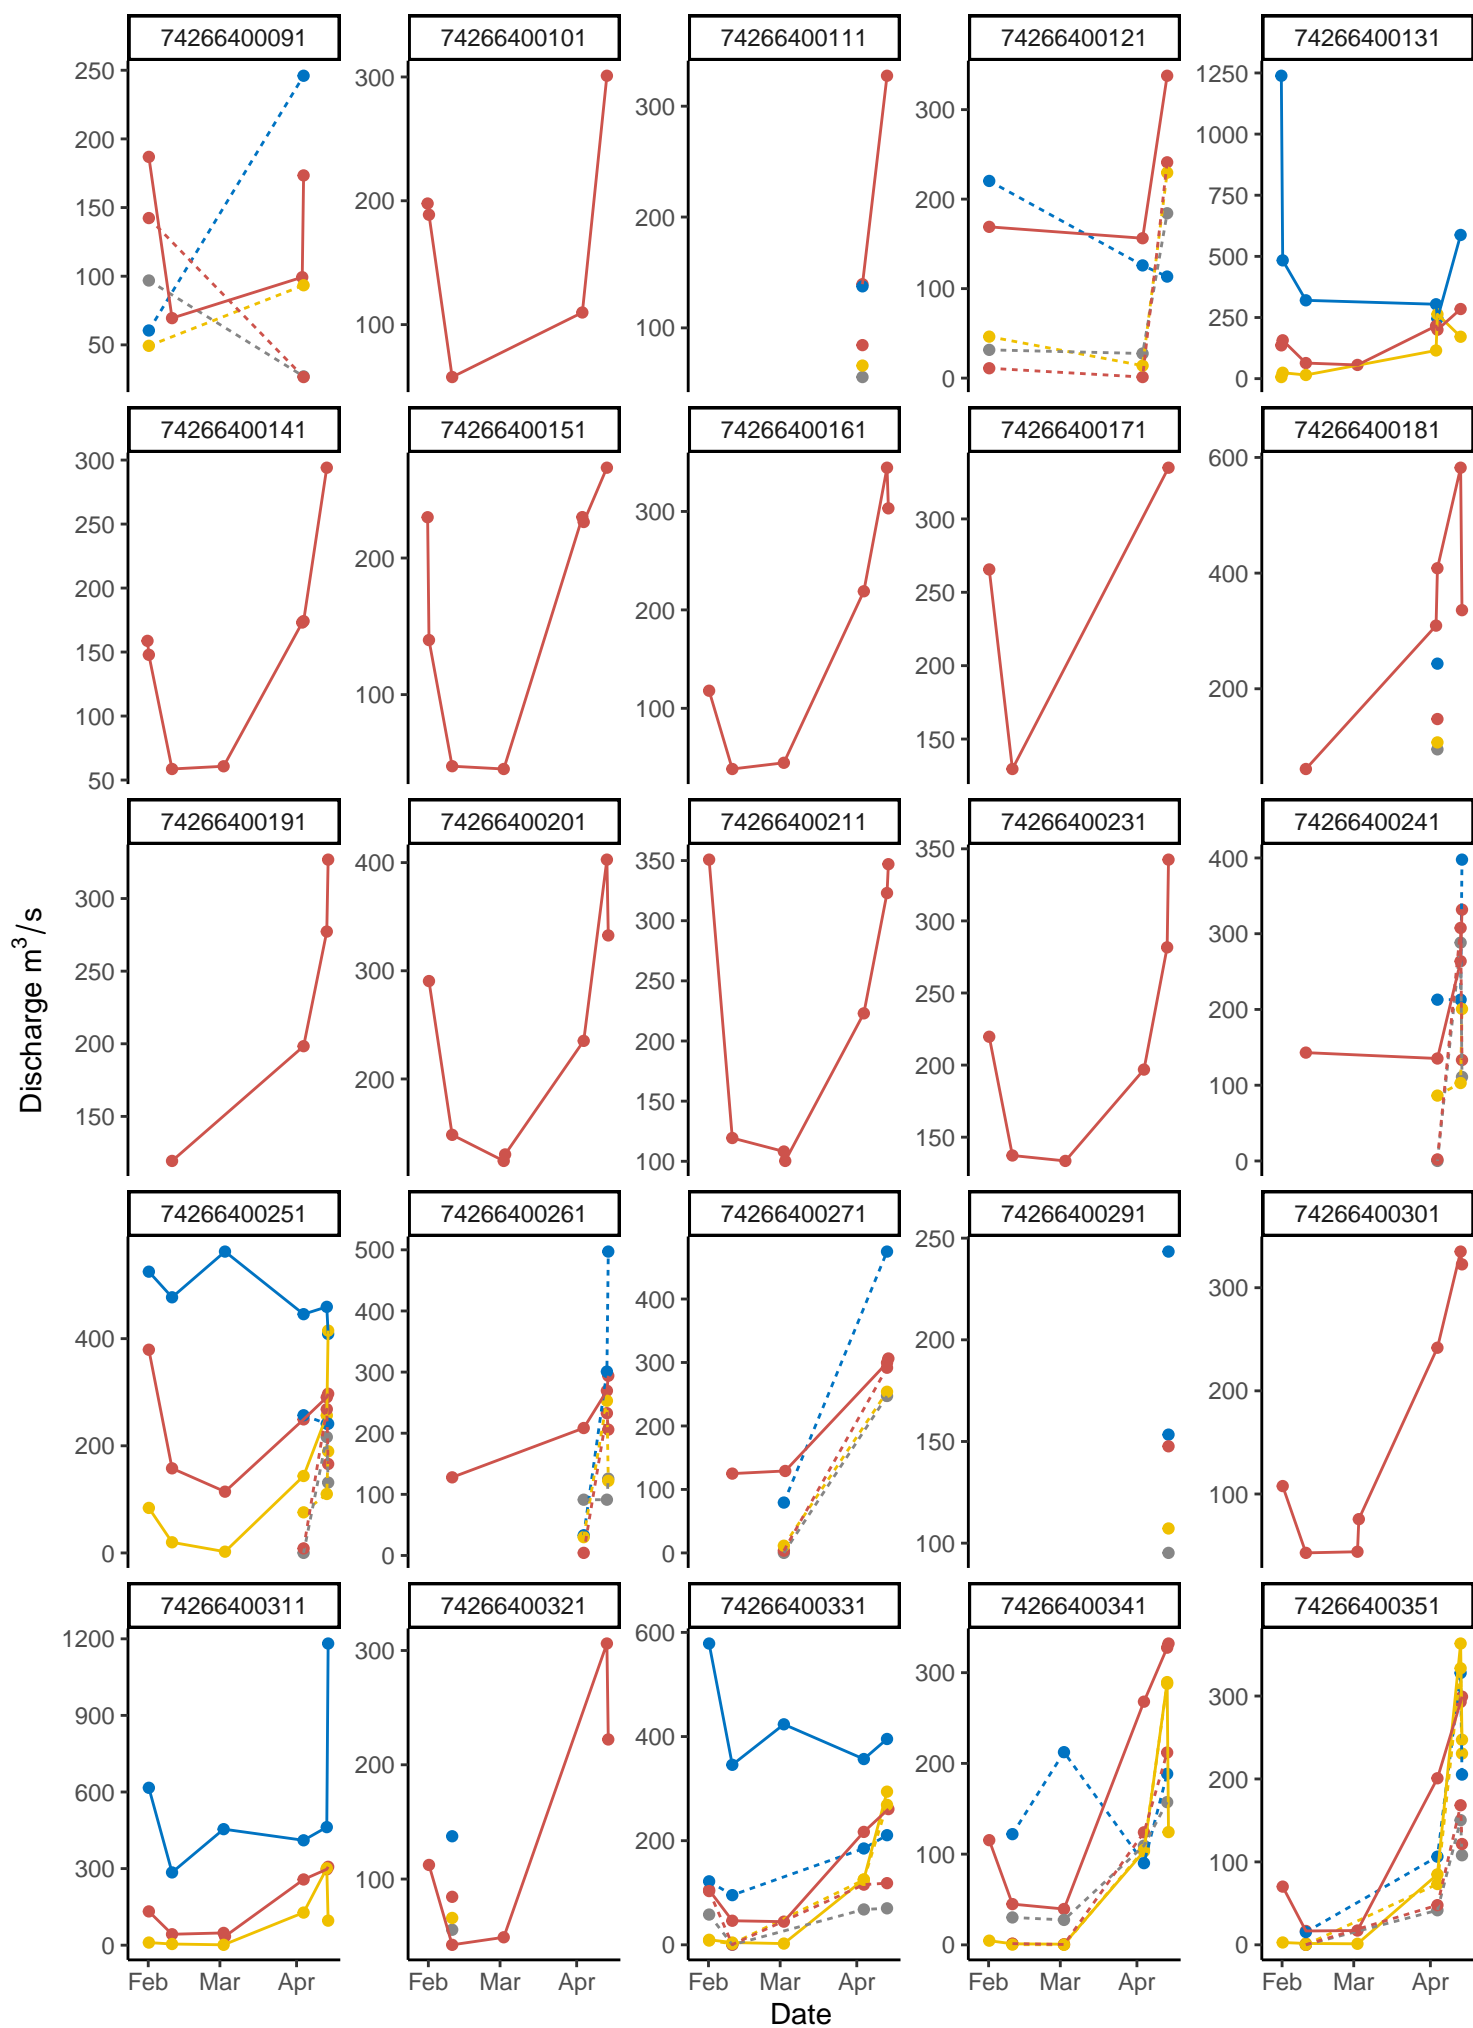 74266400091 74266400101 74266400111 74266400121 74266400131
250 200 150 100 50
300 200 100
300 200 100
300 200 100 0
1250 1000 750 500 250 0
74266400141 74266400151 74266400161 74266400171 74266400181
300 250 200 150 100 50
200 100
300 200 100
300 250 200 150
600 400 200
74266400191 74266400201 74266400211 74266400231 74266400241
300 250 200 150
400 300 200
350 300 250 200 150 100
350 300 250 200 150
400 300 200 100 0
Discharge m³/s
74266400251 74266400261 74266400271 74266400291 74266400301
400 200 0
500 400 300 200 100 0
400 300 200 100 0
250 200 150 100
300 200 100
74266400311 74266400321 74266400331 74266400341 74266400351
1200 900 600 300 0
300 200 100
600 400 200 0
300 200 100 0
300 200 100 0
Feb Mar Apr Feb Mar Apr Feb Mar Apr Feb Mar Apr Feb Mar Apr
Date